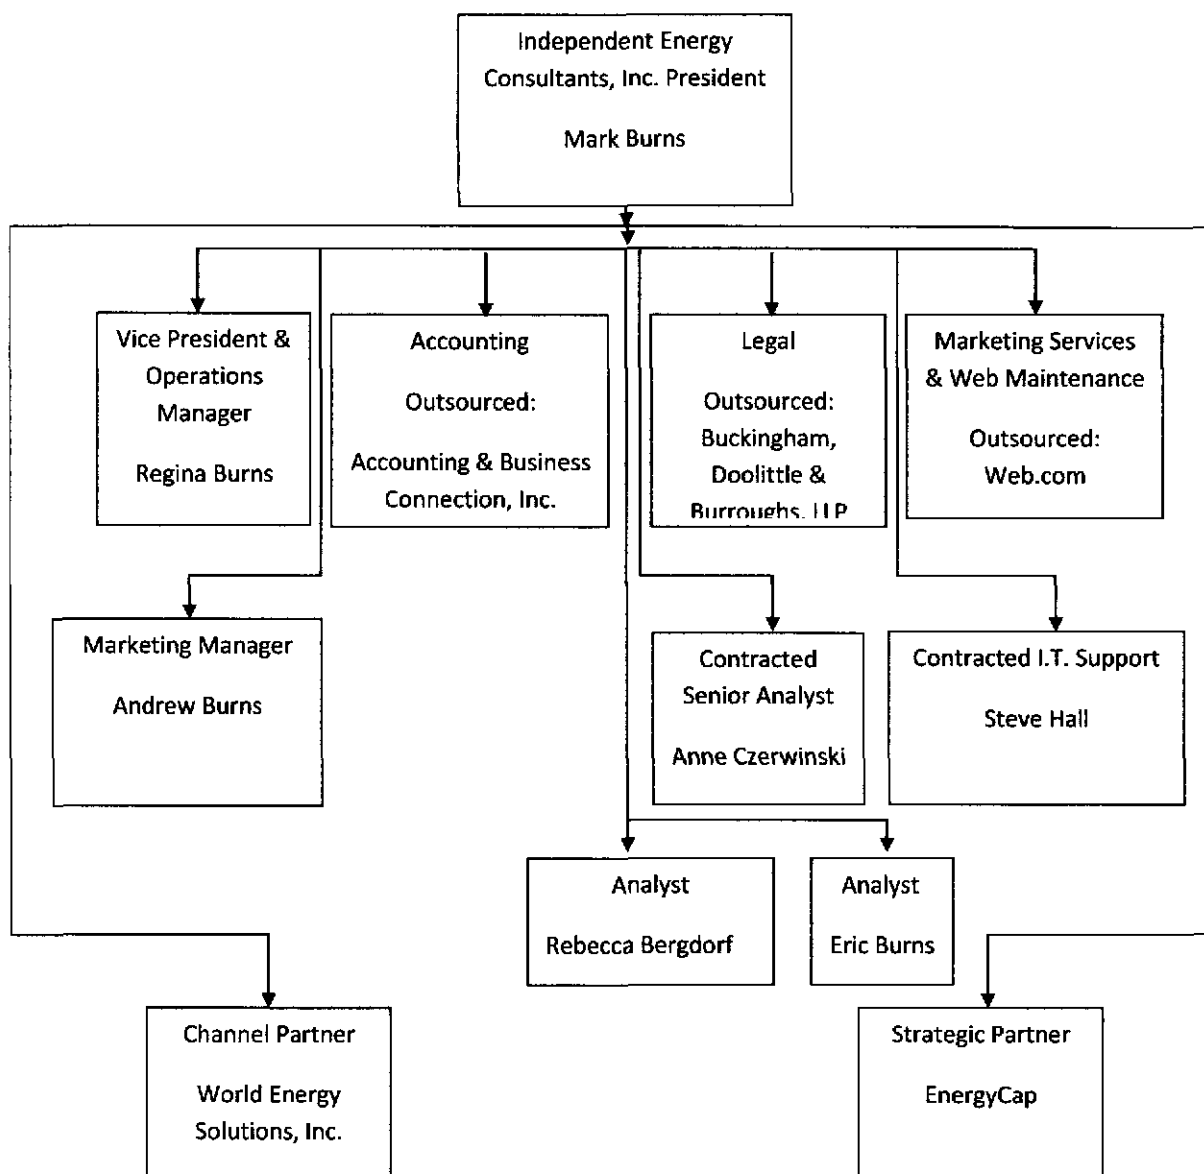 Independent Energy
Consultants, Inc. President
Mark Burns
Vice President &
Operations
Manager
Regina Burns
Accounting
Outsourced:
Accounting & Business
Connection, Inc.
Legal
Outsourced:
Buckingham,
Doolittle &
Burroughs, LLP
Marketing Services
& Web Maintenance
Outsourced:
Web.com
Marketing Manager
Andrew Burns
Contracted
Senior Analyst
Anne Czerwinski
Contracted I.T. Support
Steve Hall
Analyst
Rebecca Bergdorf
Analyst
Eric Burns
Channel Partner
World Energy
Solutions, Inc.
Strategic Partner
EnergyCap